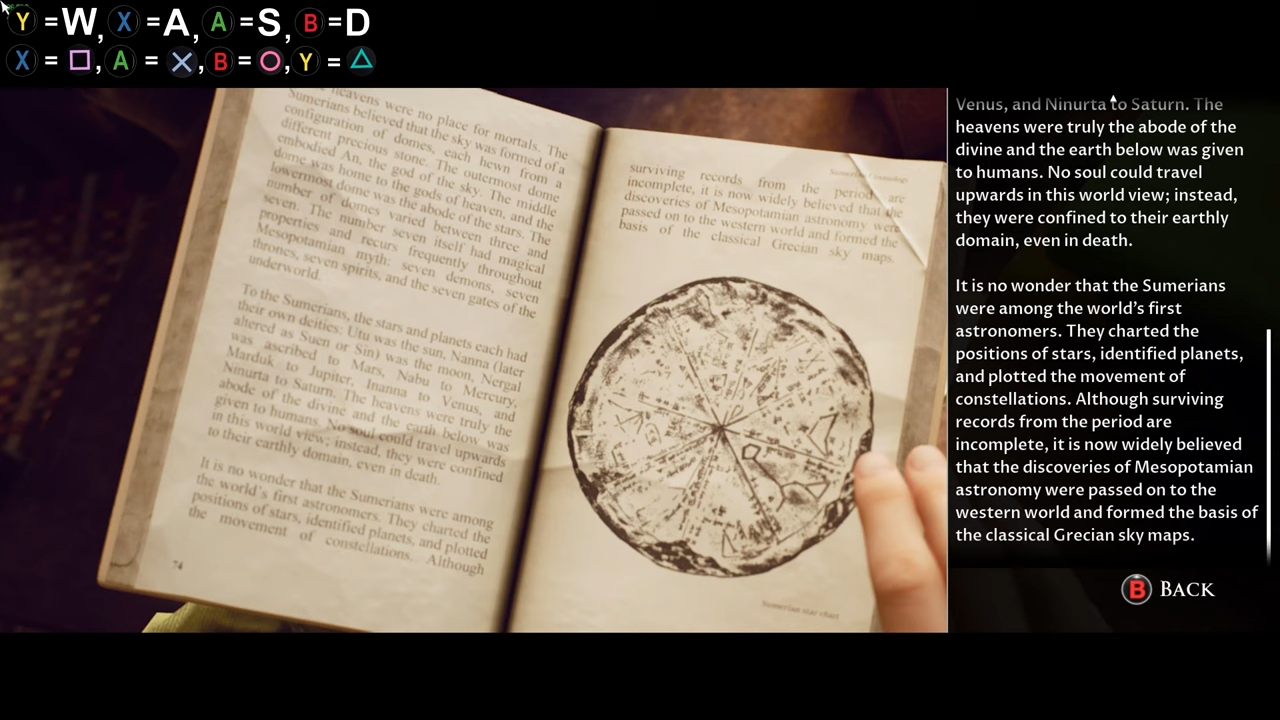 Y = W, X = A, A = S, B = D
X = □, A = ✕, B = ○, Y = △
heavens were no place for mortals. The
Sumerians believed that the sky was formed of a
configuration of domes, each hewn from a
different precious stone. The outermost dome
embodied An, the god of the sky. The middle
dome was home to the gods of heaven, and the
lowermost dome was the abode of the stars. The
number of domes varied between three and
seven. The number seven itself had magical
properties and recurs frequently throughout
Mesopotamian myth: seven demons, seven
thrones, seven spirits, and the seven gates of the
underworld.
To the Sumerians, the stars and planets each had
their own deities: Utu was the sun, Nanna (later
altered as Suen or Sin) was the moon, Nergal
was ascribed to Mars, Nabu to Mercury,
Marduk to Jupiter, Inanna to Venus, and
Ninurta to Saturn. The heavens were truly the
abode of the divine and the earth below was
given to humans. No soul could travel upwards
in this world view; instead, they were confined
to their earthly domain, even in death.
It is no wonder that the Sumerians were among
the world's first astronomers. They charted the
positions of stars, identified planets, and plotted
the movement of constellations. Although
74
Sumerian Cosmology
surviving records from the period are
incomplete, it is now widely believed that the
discoveries of Mesopotamian astronomy were
passed on to the western world and formed the
basis of the classical Grecian sky maps.
Sumerian star chart
Venus, and Ninurta to Saturn. The
heavens were truly the abode of the
divine and the earth below was given
to humans. No soul could travel
upwards in this world view; instead,
they were confined to their earthly
domain, even in death.
It is no wonder that the Sumerians
were among the world's first
astronomers. They charted the
positions of stars, identified planets,
and plotted the movement of
constellations. Although surviving
records from the period are
incomplete, it is now widely believed
that the discoveries of Mesopotamian
astronomy were passed on to the
western world and formed the basis of
the classical Grecian sky maps.
B BACK